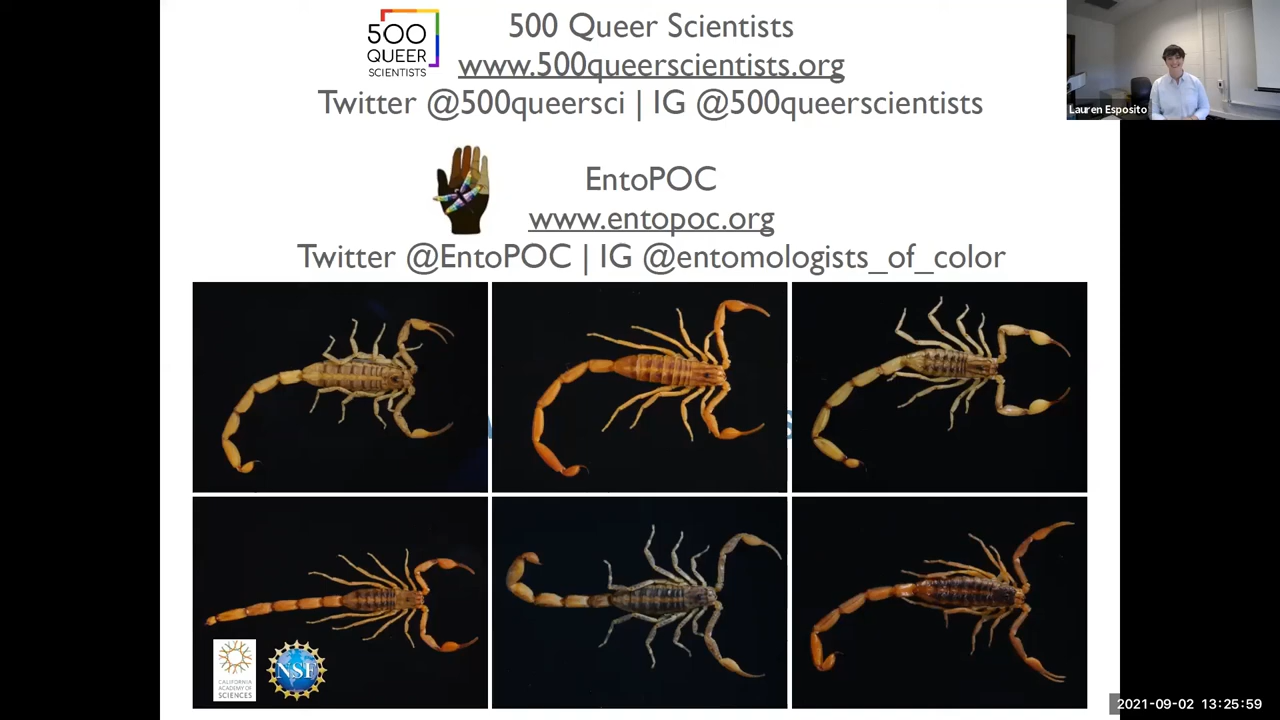 500
QUEER
SCIENTISTS
500 Queer Scientists
www.500queerscientists.org
Twitter @500queersci | IG @500queerscientists
Lauren Esposito
EntoPOC
www.entopoc.org
Twitter @EntoPOC | IG @entomologists_of_color
CALIFORNIA
ACADEMY OF
SCIENCES
NSF
2021-09-02 13:25:59